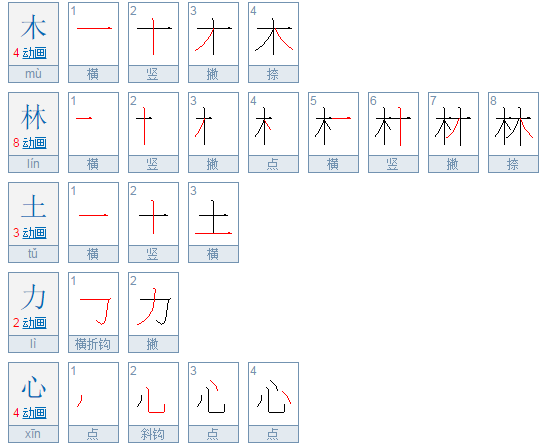 木 1 2 3 4
4 动画
mù 横 竖 撇 捺
林 1 2 3 4 5 6 7 8
8 动画
lín 横 竖 撇 点 横 竖 撇 捺
土 1 2 3
3 动画
tǔ 横 竖 横
力 1 2
2 动画
lì 横折钩 撇
心 1 2 3 4
4 动画
xīn 点 斜钩 点 点